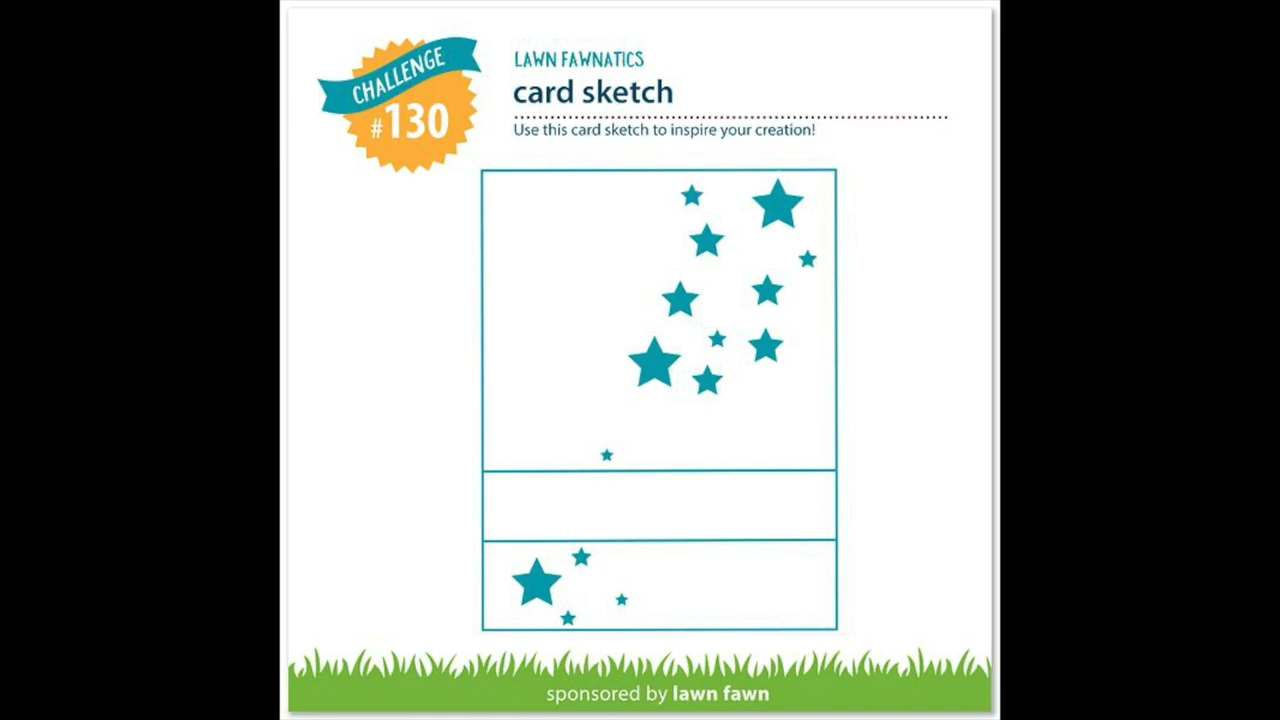 CHALLENGE
#130
LAWN FAWNATICS
card sketch
Use this card sketch to inspire your creation!
sponsored by lawn fawn